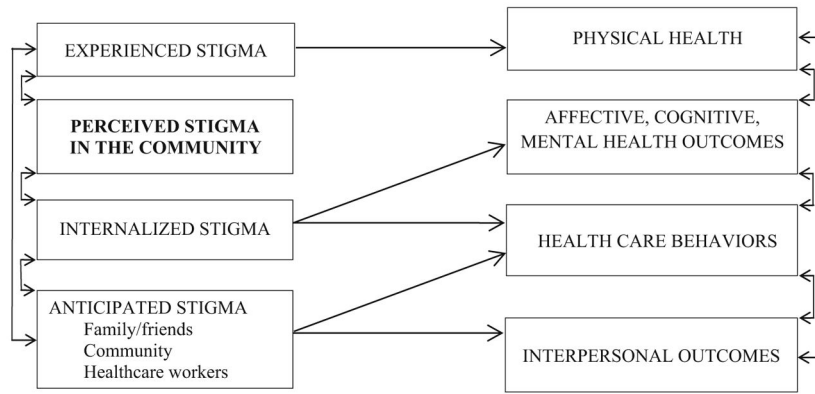 EXPERIENCED STIGMA
PERCEIVED STIGMA
IN THE COMMUNITY
INTERNALIZED STIGMA
ANTICIPATED STIGMA
Family/friends
Community
Healthcare workers
PHYSICAL HEALTH
AFFECTIVE, COGNITIVE,
MENTAL HEALTH OUTCOMES
HEALTH CARE BEHAVIORS
INTERPERSONAL OUTCOMES